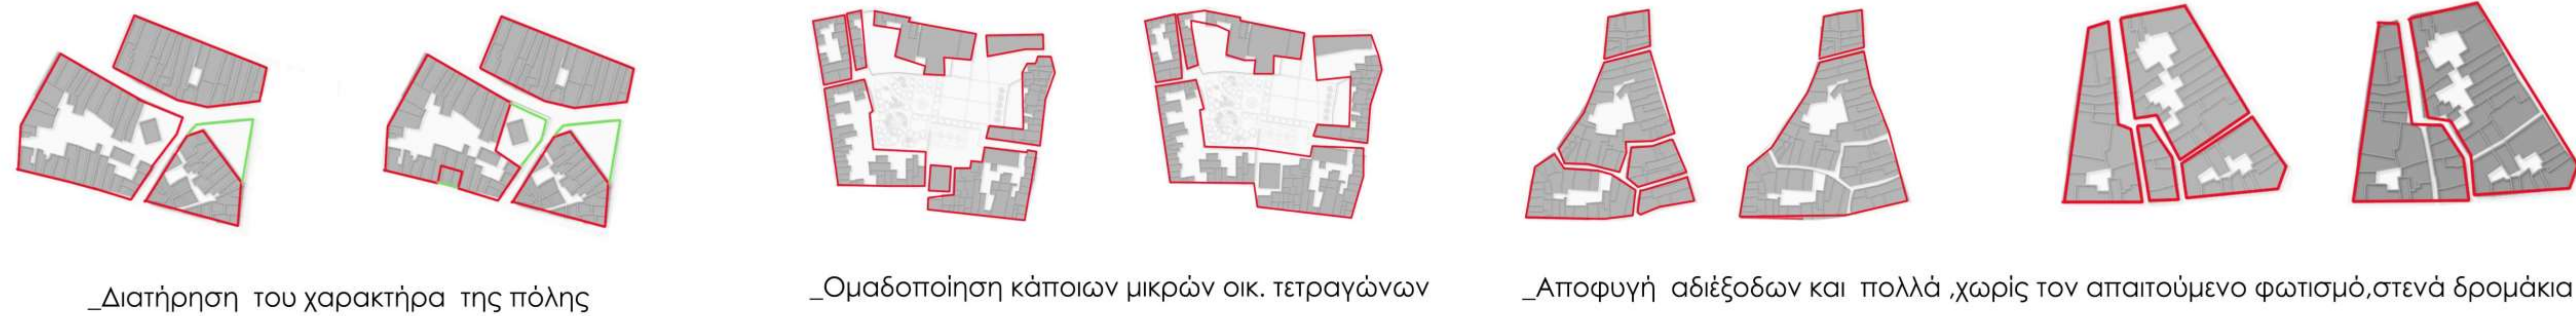 _Διατήρηση του χαρακτήρα της πόλης
_Ομαδοποίηση κάποιων μικρών οικ. τετραγώνων
_Αποφυγή αδιέξοδων και πολλά ,χωρίς τον απαιτούμενο φωτισμό,στενά δρομάκια